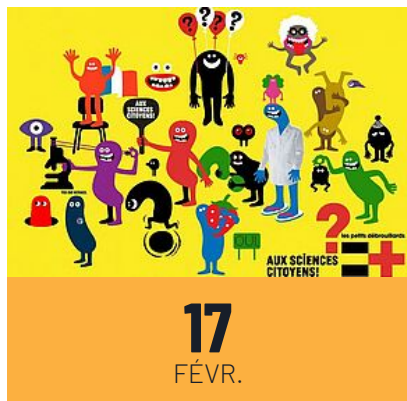 ? ? ? ?
AUX
SCIENCES
CITOYENS!
OUI
?
les petits débrouillards
AUX SCIENCES
CITOYENS!
17
FÉVR.